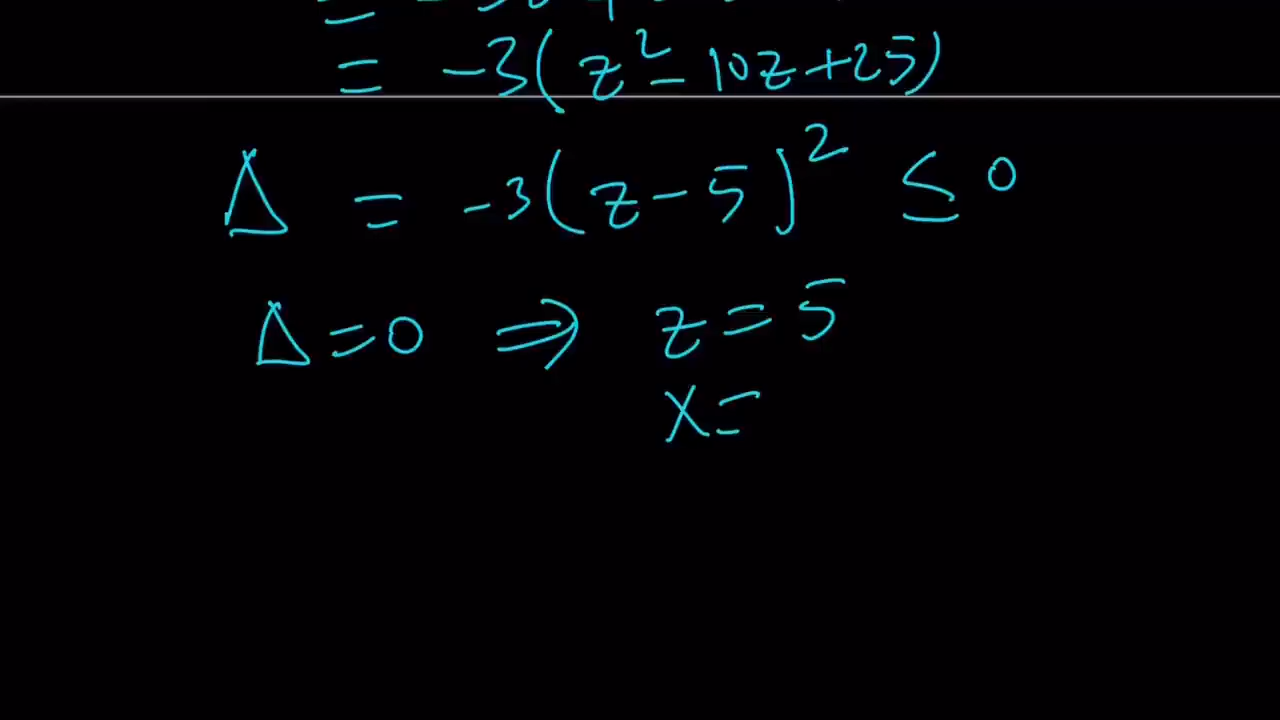 = -3(z² - 10z + 25)
Δ = -3(z - 5)² ≤ 0
Δ = 0 ⇒ z = 5
x =